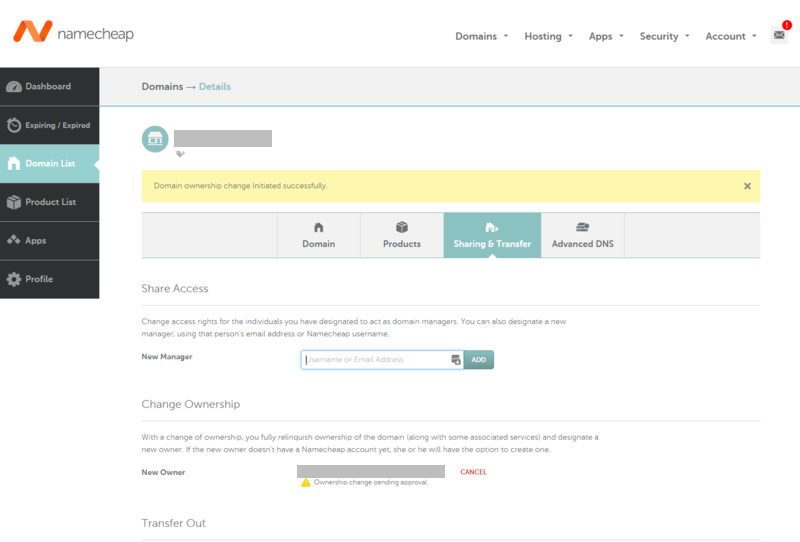 namecheap
Domains Hosting Apps Security Account
Dashboard
Expiring / Expired
Domain List
Product List
Apps
Profile
Domains → Details
Domain ownership change Initiated successfully.
Domain Products Sharing & Transfer Advanced DNS
Share Access
Change access rights for the individuals you have designated to act as domain managers. You can also designate a new
manager, using that person's email address or Namecheap username.
New Manager Username or Email Address ADD
Change Ownership
With a change of ownership, you fully relinquish ownership of the domain (along with some associated services) and designate a
new owner. If the new owner doesn't have a Namecheap account yet, she or he will have the option to create one.
New Owner CANCEL
Ownership change pending approval.
Transfer Out